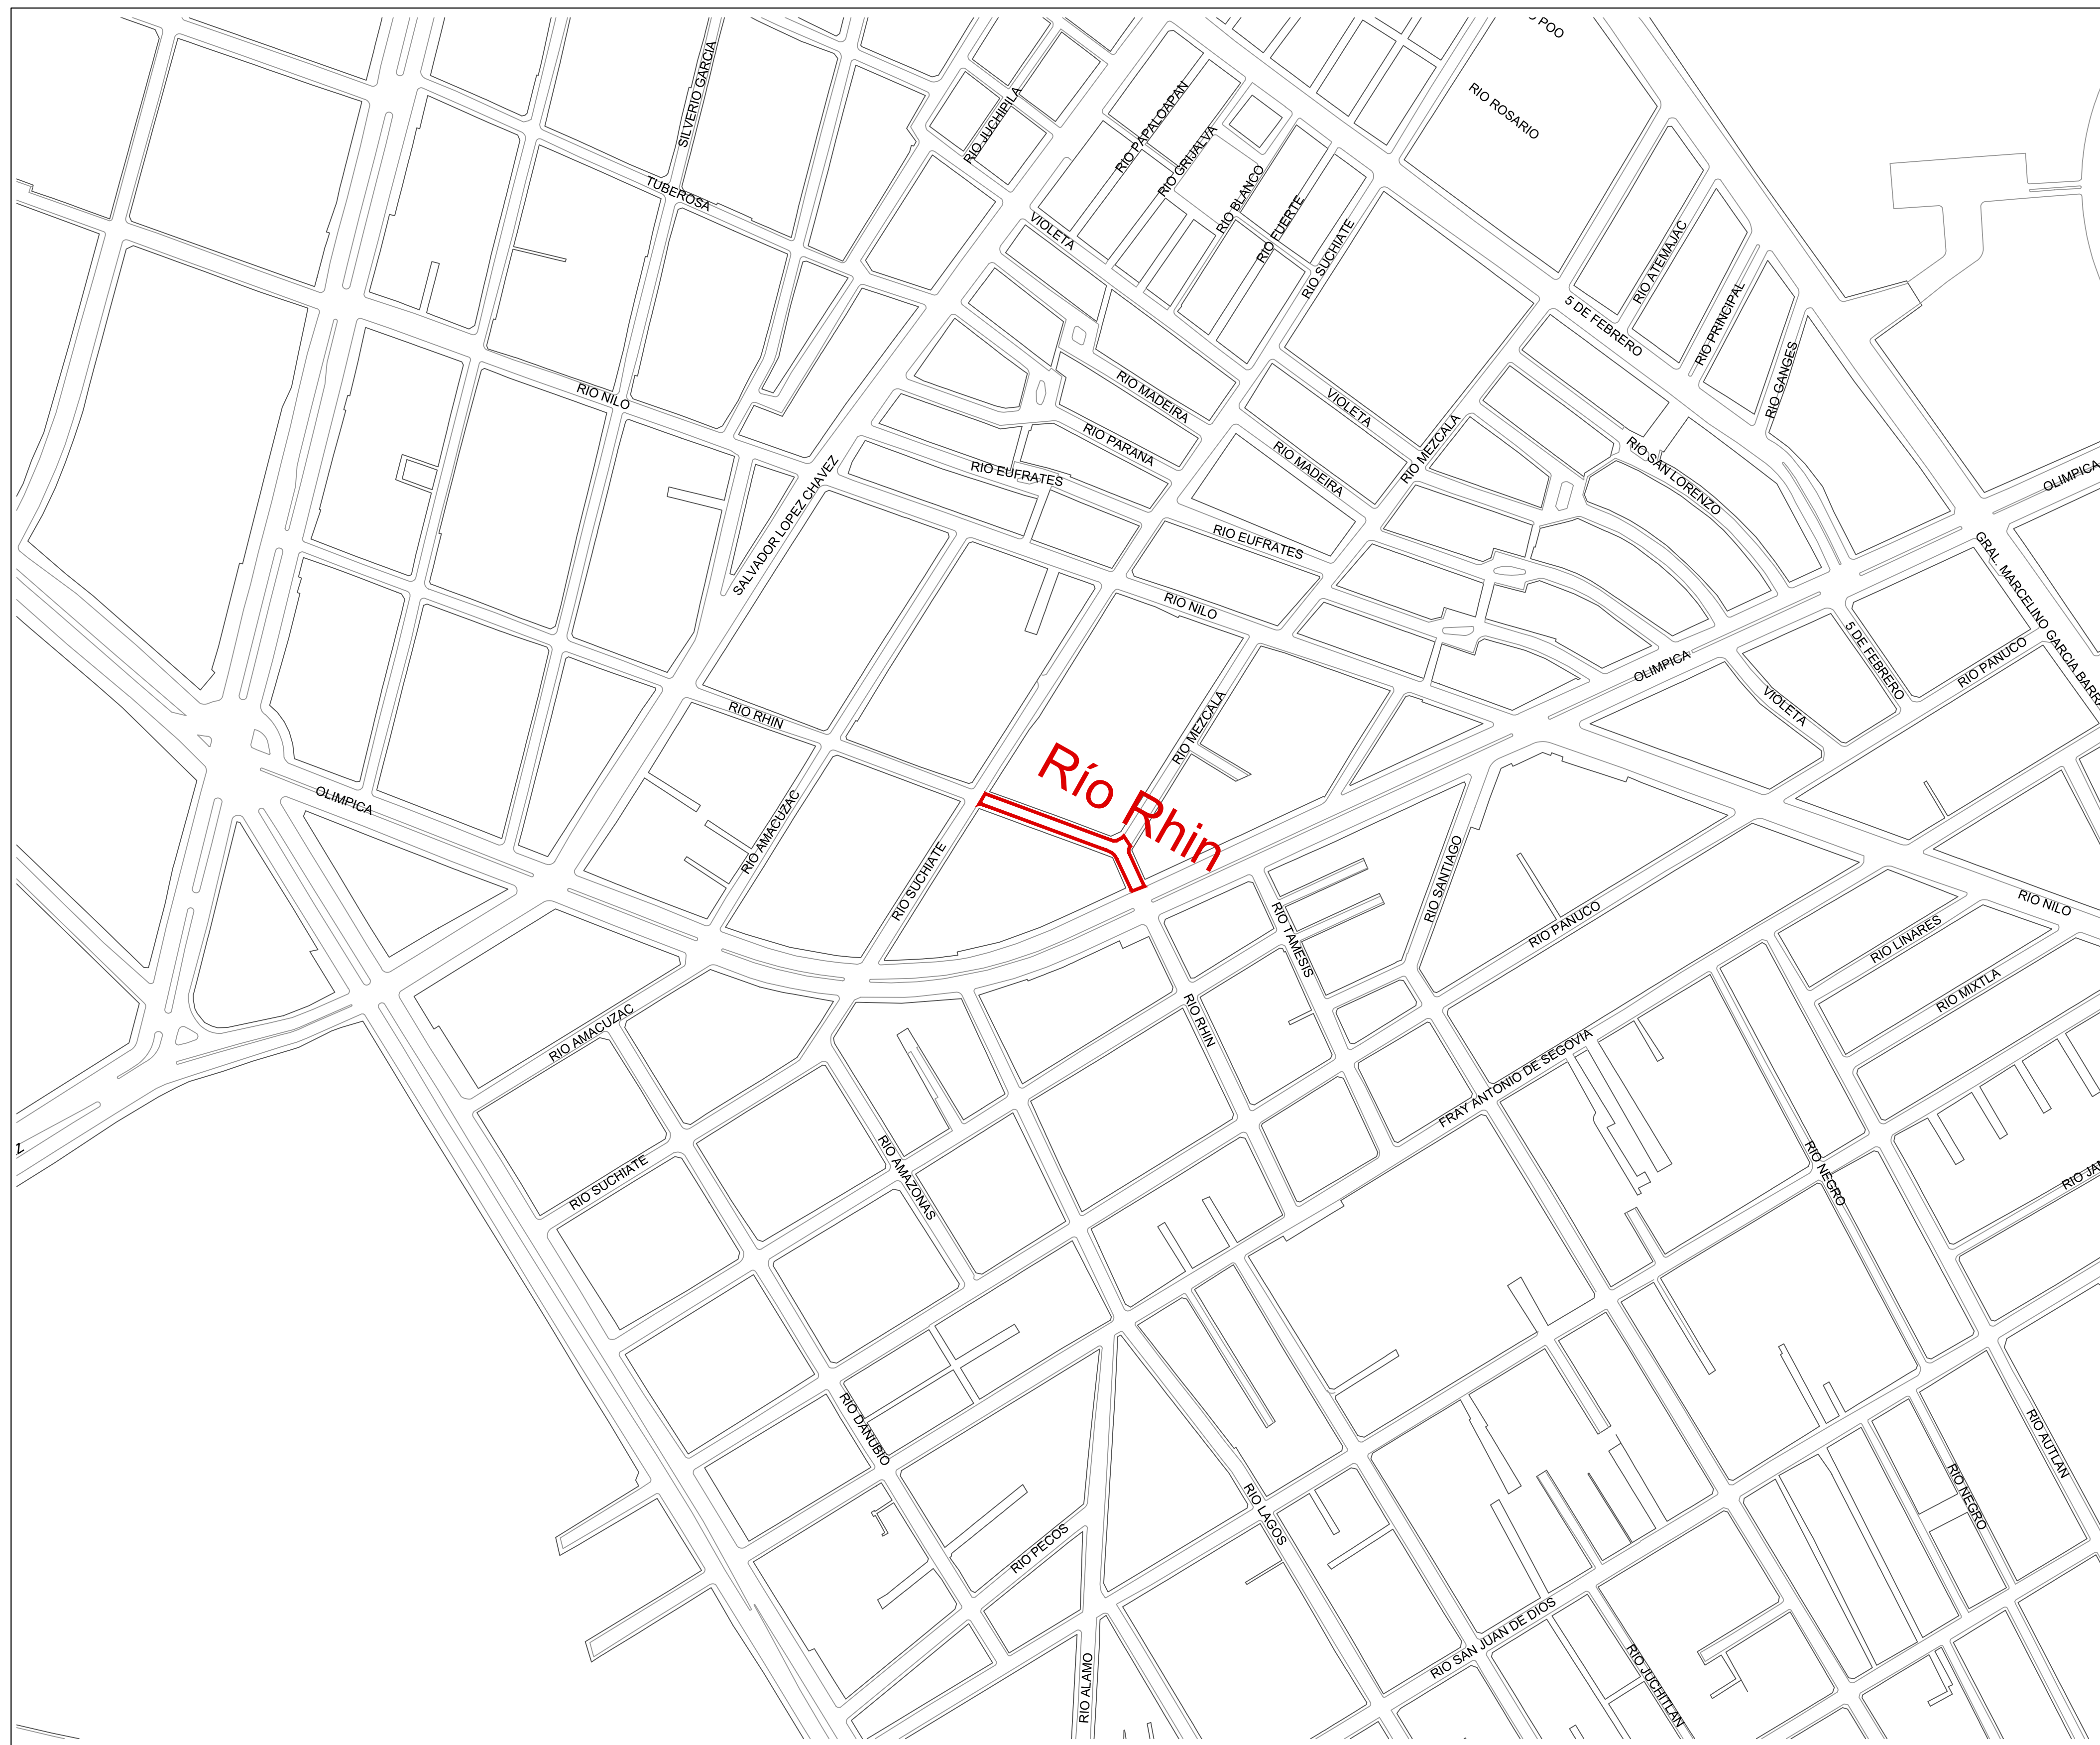 POO
SILVERIO GARCIA
RIO JUCHIPILA
RIO PAPALOAPAN
RIO GRIJALVA
RIO ROSARIO
TUBEROSA
RIO BLANCO
RIO FUERTE
VIOLETA
RIO SUCHIATE
RIO ATEMAJAC
RIO PRINCIPAL
5 DE FEBRERO
RIO GANGES
RIO NILO
RIO MADEIRA
VIOLETA
RIO MEZCALA
RIO PARANA
RIO EUFRATES
RIO MADEIRA
RIO SAN LORENZO
OLIMPICA
SALVADOR LOPEZ CHAVEZ
RIO EUFRATES
RIO NILO
GRAL. MARCELINO GARCIA BARRA
5 DE FEBRERO
RIO PANUCO
OLIMPICA
VIOLETA
RIO RHIN
RIO MEZCALA
Río Rhin
OLIMPICA
RIO AMACUZAC
RIO SUCHIATE
RIO SANTIAGO
RIO TAMESIS
RIO PANUCO
RIO NILO
RIO LINARES
RIO MIXTLA
RIO RHIN
RIO AMACUZAC
FRAY ANTONIO DE SEGOVIA
Z
RIO SUCHIATE
RIO AMAZONAS
RIO NEGRO
RIO JAN
RIO DANUBIO
RIO AUTLAN
RIO LAGOS
RIO NEGRO
RIO PECOS
RIO SAN JUAN DE DIOS
RIO ALAMO
RIO JUCHITLAN